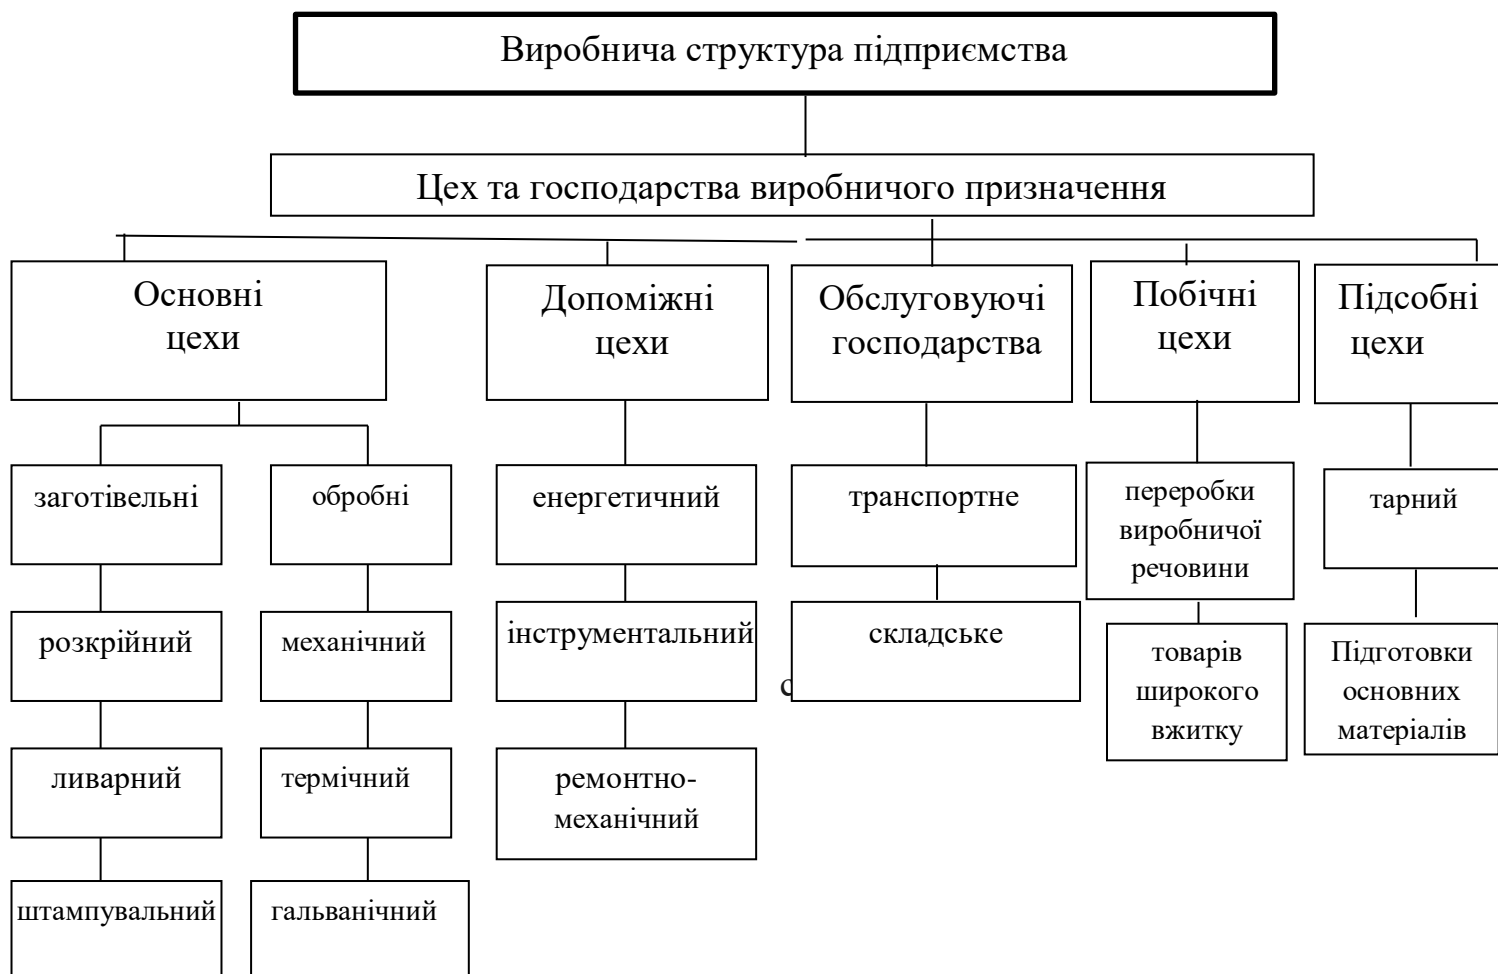 Виробнича структура підприємства
Цех та господарства виробничого призначення
Основні
цехи
Допоміжні
цехи
Обслуговуючі
господарства
Побічні
цехи
Підсобні
цехи
заготівельні
обробні
енергетичний
транспортне
переробки
виробничої
речовини
тарний
розкрійний
механічний
інструментальний
складське
с
товарів
широкого
вжитку
Підготовки
основних
матеріалів
ливарний
термічний
ремонтно-
механічний
штампувальний
гальванічний